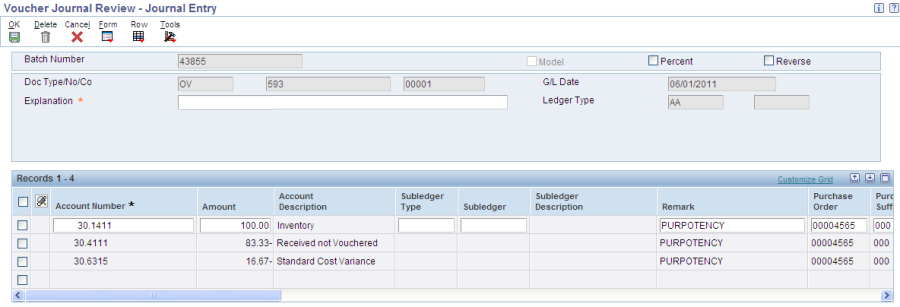 Voucher Journal Review - Journal Entry
OK Delete Cancel Form Row Tools
Batch Number 43855 Model Percent Reverse
Doc Type/No/Co OV 593 00001 G/L Date 06/01/2011
Explanation * Ledger Type AA
Records 1 - 4 Customize Grid
Account Number * Amount Account Description Subledger Type Subledger Subledger Description Remark Purchase Order Purc Suff
30.1411 100.00 Inventory PURPOTENCY 00004565 000
30.4111 83.33- Received not Vouchered PURPOTENCY 00004565 000
30.6315 16.67- Standard Cost Variance PURPOTENCY 00004565 000